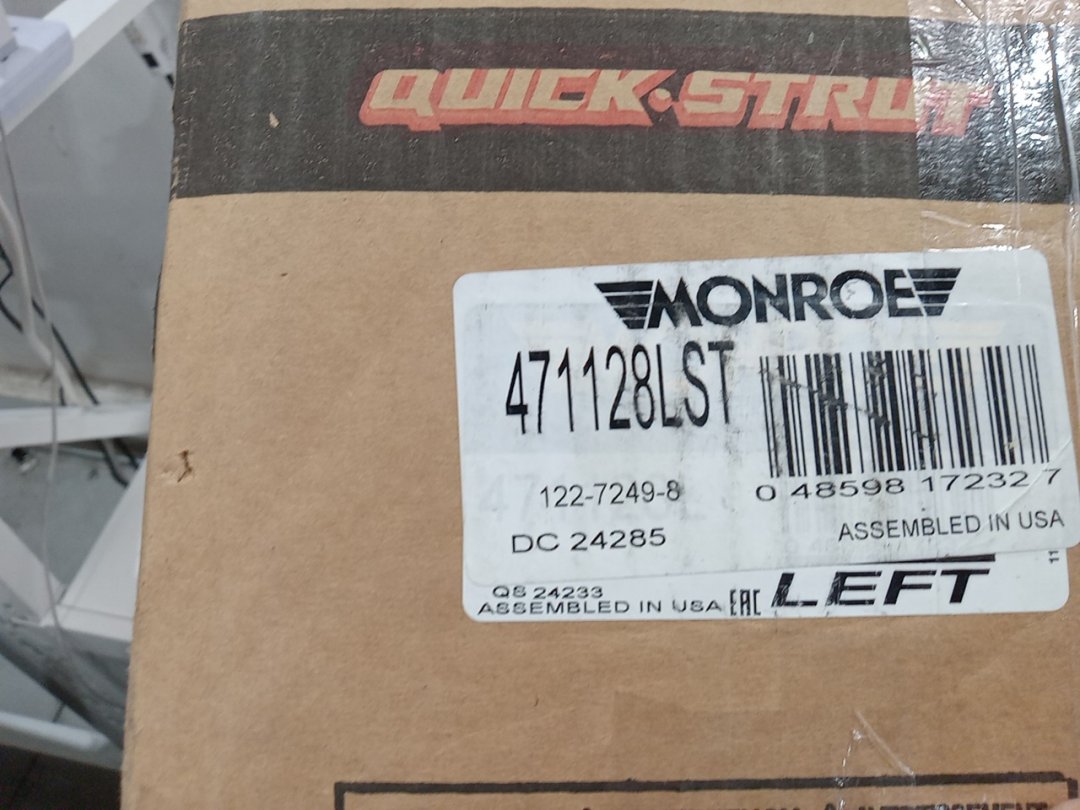 QUICK-STRUT
MONROE
471128LST
0 48598 17232 7
122-7249-8
DC 24285
ASSEMBLED IN USA
QS 24233
ASSEMBLED IN USA EAC LEFT
11